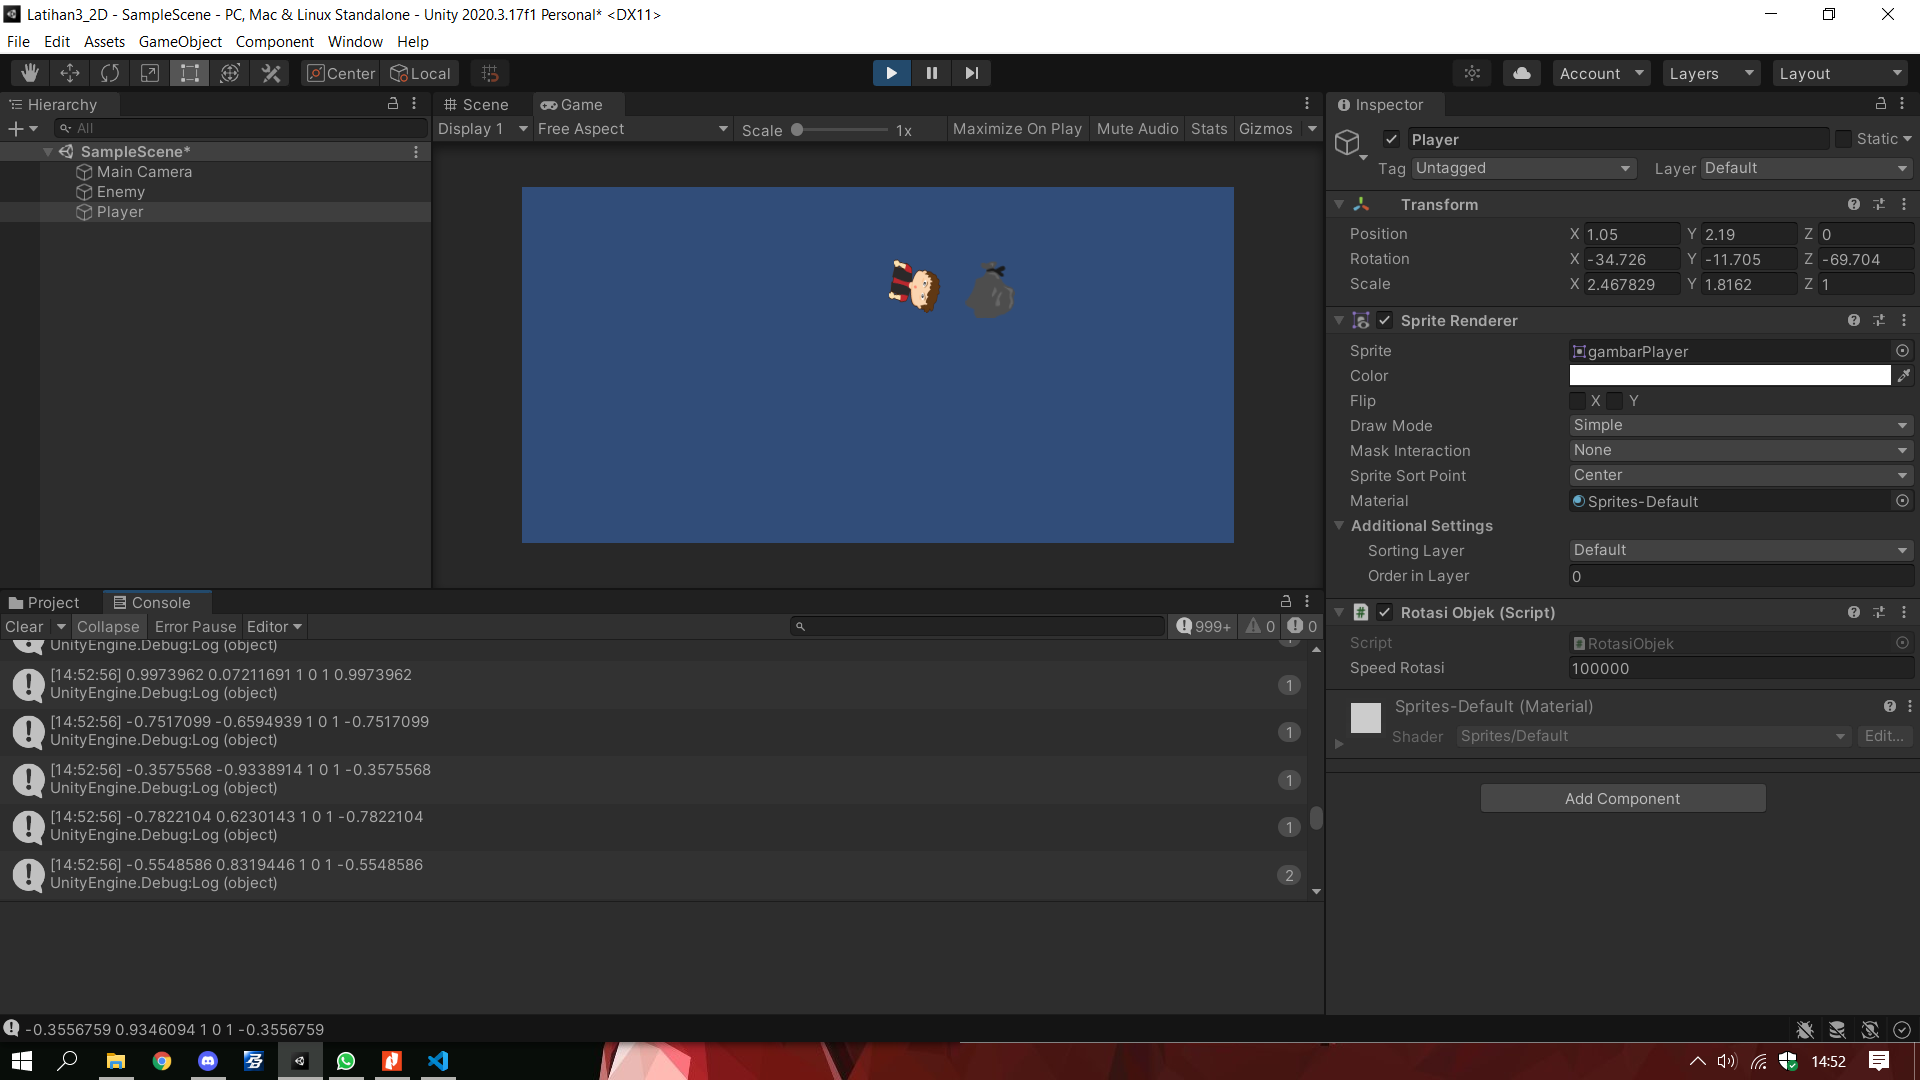 Latihan3_2D - SampleScene - PC, Mac & Linux Standalone - Unity 2020.3.17f1 Personal* <DX11>
File Edit Assets GameObject Component Window Help
Center Local Account Layers Layout
Hierarchy
All
SampleScene*
Main Camera
Enemy
Player
Scene Game
Display 1 Free Aspect Scale 1x Maximize On Play Mute Audio Stats Gizmos
Inspector
Player Static
Tag Untagged Layer Default
Transform
Position X 1.05 Y 2.19 Z 0
Rotation X -34.726 Y -11.705 Z -69.704
Scale X 2.467829 Y 1.8162 Z 1
Sprite Renderer
Sprite gambarPlayer
Color
Flip X Y
Draw Mode Simple
Mask Interaction None
Sprite Sort Point Center
Material Sprites-Default
Additional Settings
Sorting Layer Default
Order in Layer 0
Rotasi Objek (Script)
Script RotasiObjek
Speed Rotasi 100000
Sprites-Default (Material)
Shader Sprites/Default Edit...
Add Component
Project Console
Clear Collapse Error Pause Editor 999+ 0 0
UnityEngine.Debug:Log (object)
[14:52:56] 0.9973962 0.07211691 1 0 1 0.9973962
UnityEngine.Debug:Log (object) 1
[14:52:56] -0.7517099 -0.6594939 1 0 1 -0.7517099
UnityEngine.Debug:Log (object) 1
[14:52:56] -0.3575568 -0.9338914 1 0 1 -0.3575568
UnityEngine.Debug:Log (object) 1
[14:52:56] -0.7822104 0.6230143 1 0 1 -0.7822104
UnityEngine.Debug:Log (object) 1
[14:52:56] -0.5548586 0.8319446 1 0 1 -0.5548586
UnityEngine.Debug:Log (object) 2
-0.3556759 0.9346094 1 0 1 -0.3556759
14:52